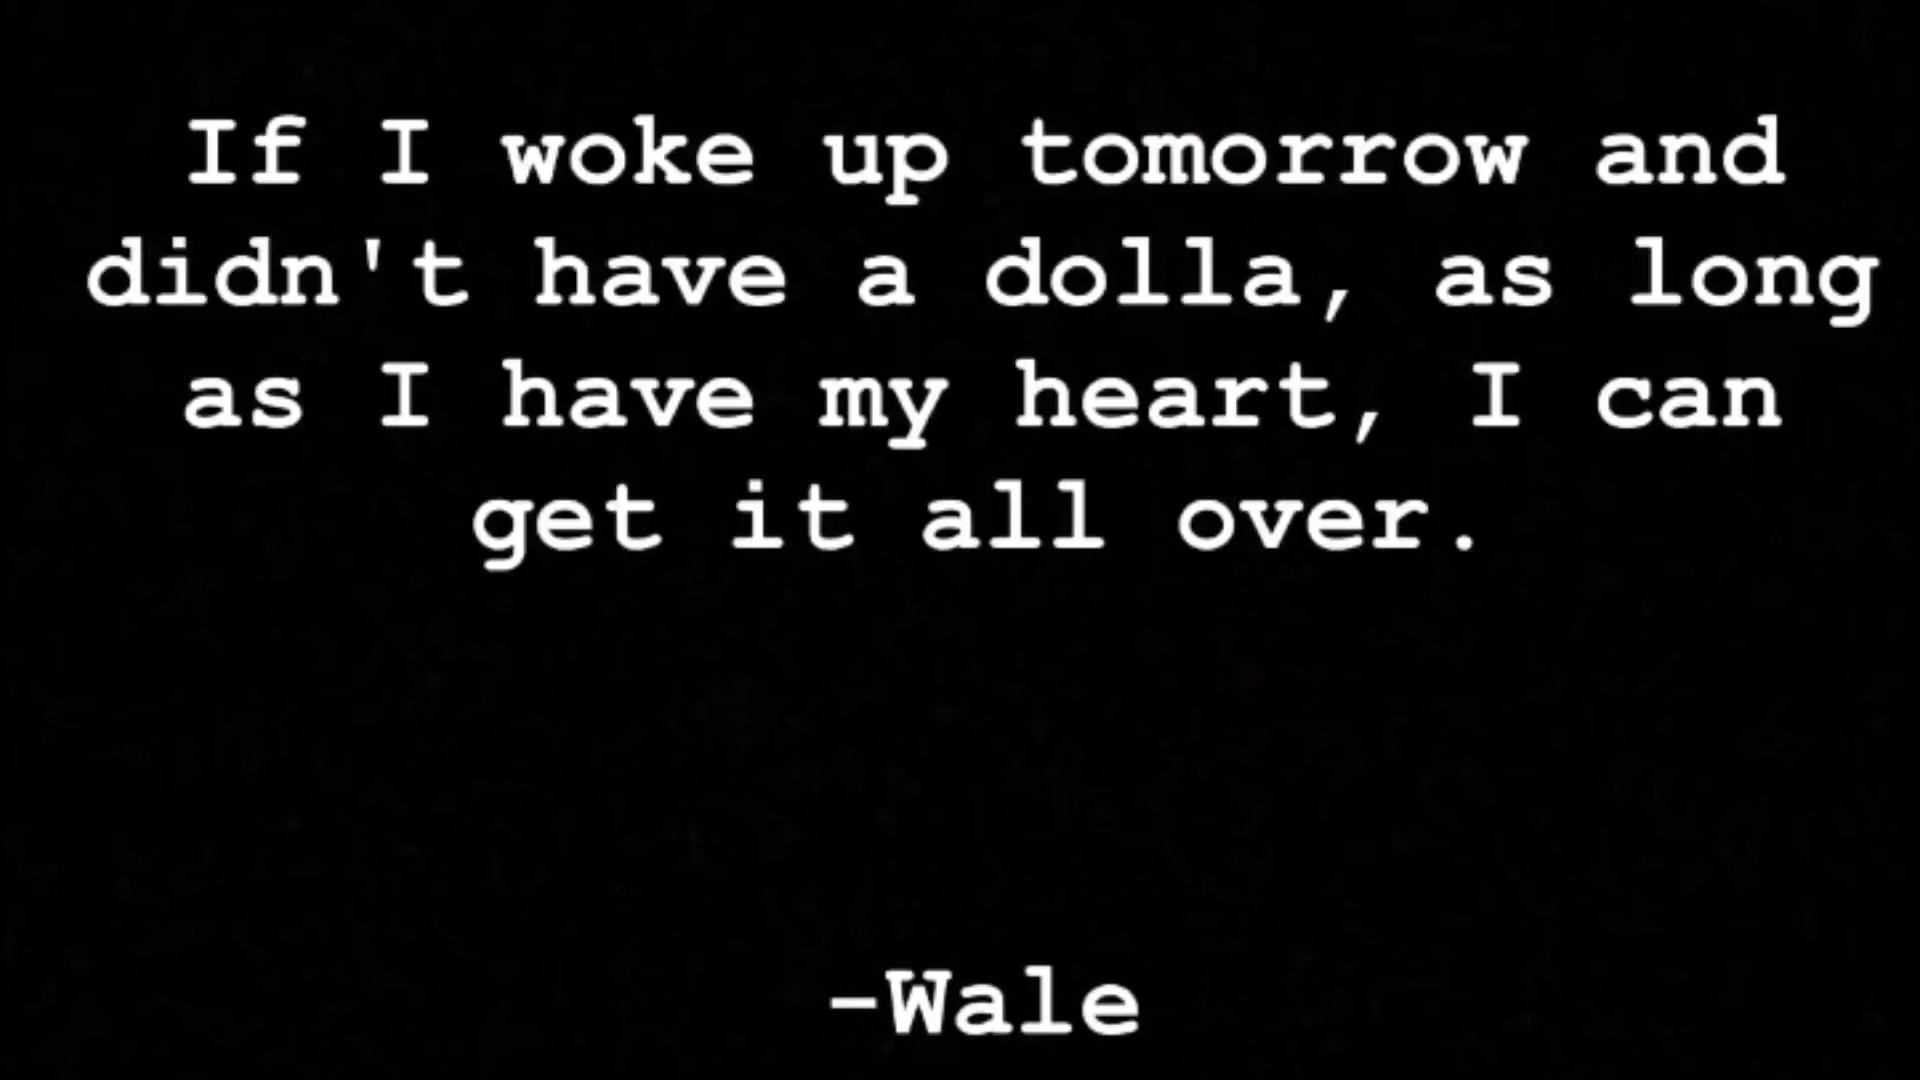 If I woke up tomorrow and
didn't have a dolla, as long
as I have my heart, I can
get it all over.
-Wale